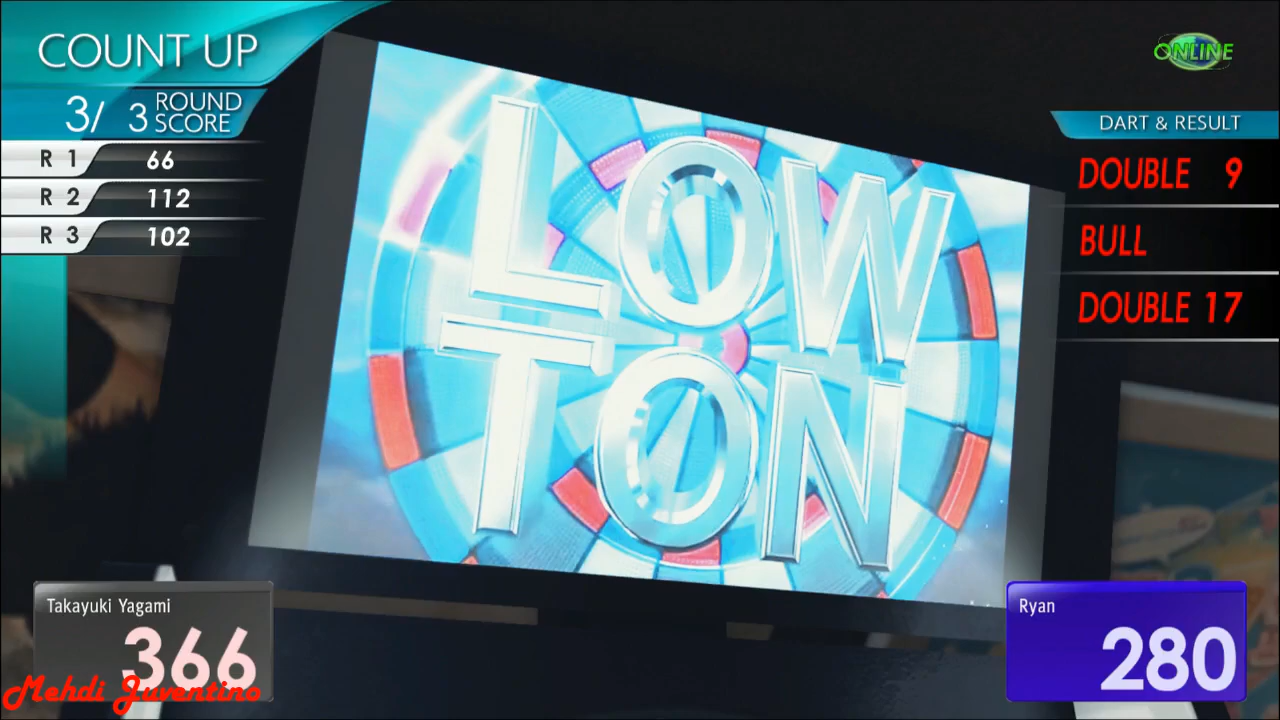 COUNT UP
ONLINE
3/ 3 ROUND SCORE
DART & RESULT
R 1 66
DOUBLE 9
R 2 112
BULL
R 3 102
DOUBLE 17
LOW
TON
Takayuki Yagami
366
Ryan
280
Mehdi Juventino